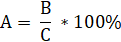 A = B/C * 100%